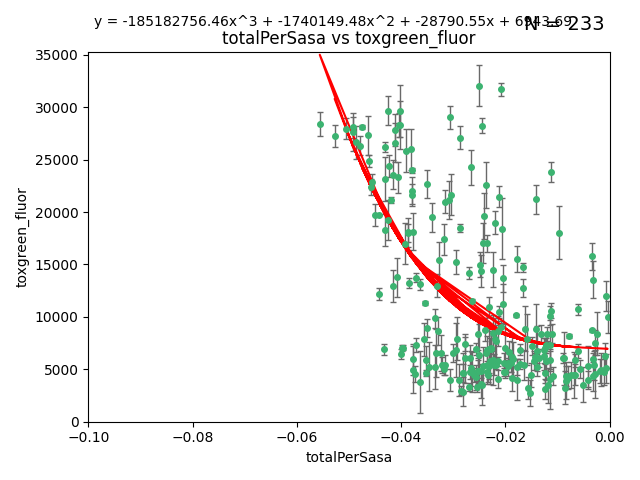 y = -185182756.46x^3 + -1740149.48x^2 + -28790.55x + 6943.69
N = 233
totalPerSasa vs toxgreen_fluor
35000
30000
25000
20000
15000
10000
5000
0
toxgreen_fluor
−0.10
−0.08
−0.06
−0.04
−0.02
0.00
totalPerSasa